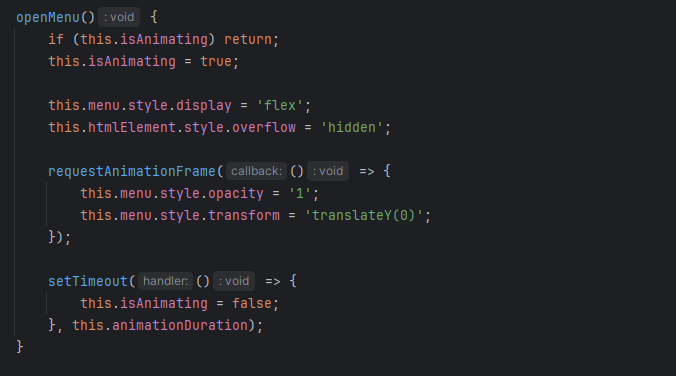 openMenu() : void {
if (this.isAnimating) return;
this.isAnimating = true;
this.menu.style.display = 'flex';
this.htmlElement.style.overflow = 'hidden';
requestAnimationFrame( callback: () : void => {
this.menu.style.opacity = '1';
this.menu.style.transform = 'translateY(0)';
});
setTimeout( handler: () : void => {
this.isAnimating = false;
}, this.animationDuration);
}